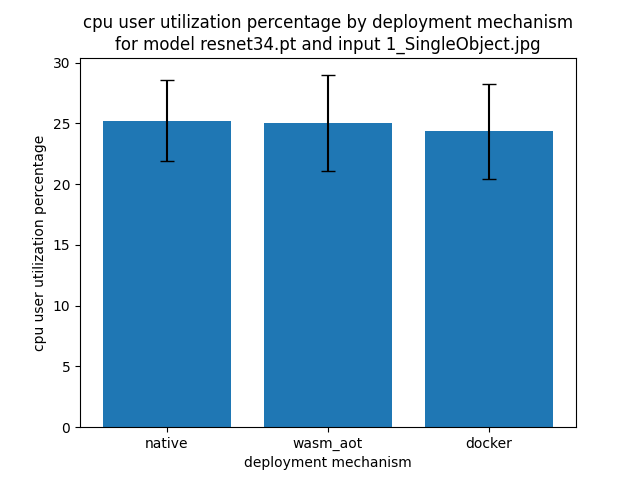 cpu user utilization percentage by deployment mechanism
for model resnet34.pt and input 1_SingleObject.jpg
30
25
20
15
10
5
0
cpu user utilization percentage
native wasm_aot docker
deployment mechanism